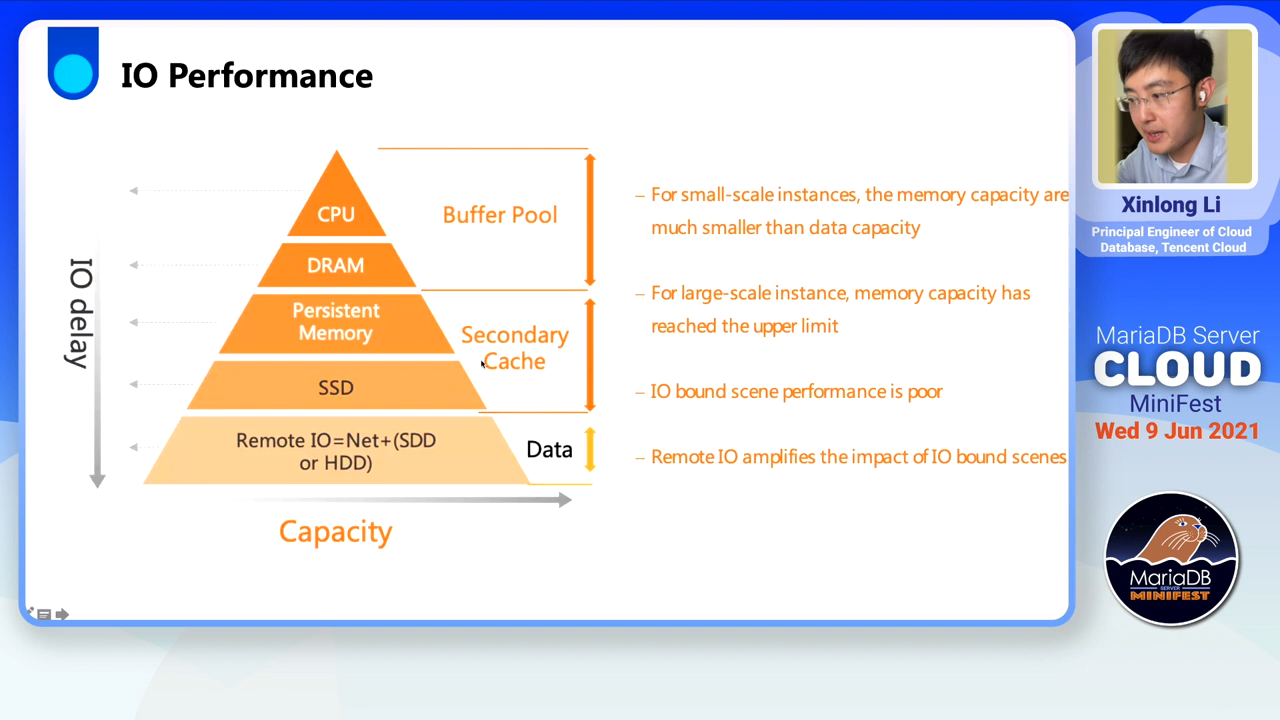 IO Performance
IO delay
CPU
DRAM
Persistent
Memory
SSD
Remote IO=Net+(SDD
or HDD)
Buffer Pool
Secondary
Cache
Data
Capacity
– For small-scale instances, the memory capacity are
much smaller than data capacity
– For large-scale instance, memory capacity has
reached the upper limit
– IO bound scene performance is poor
– Remote IO amplifies the impact of IO bound scenes
Xinlong Li
Principal Engineer of Cloud
Database, Tencent Cloud
MariaDB Server
CLOUD
MiniFest
Wed 9 Jun 2021
MariaDB
SERVER
MINIFEST